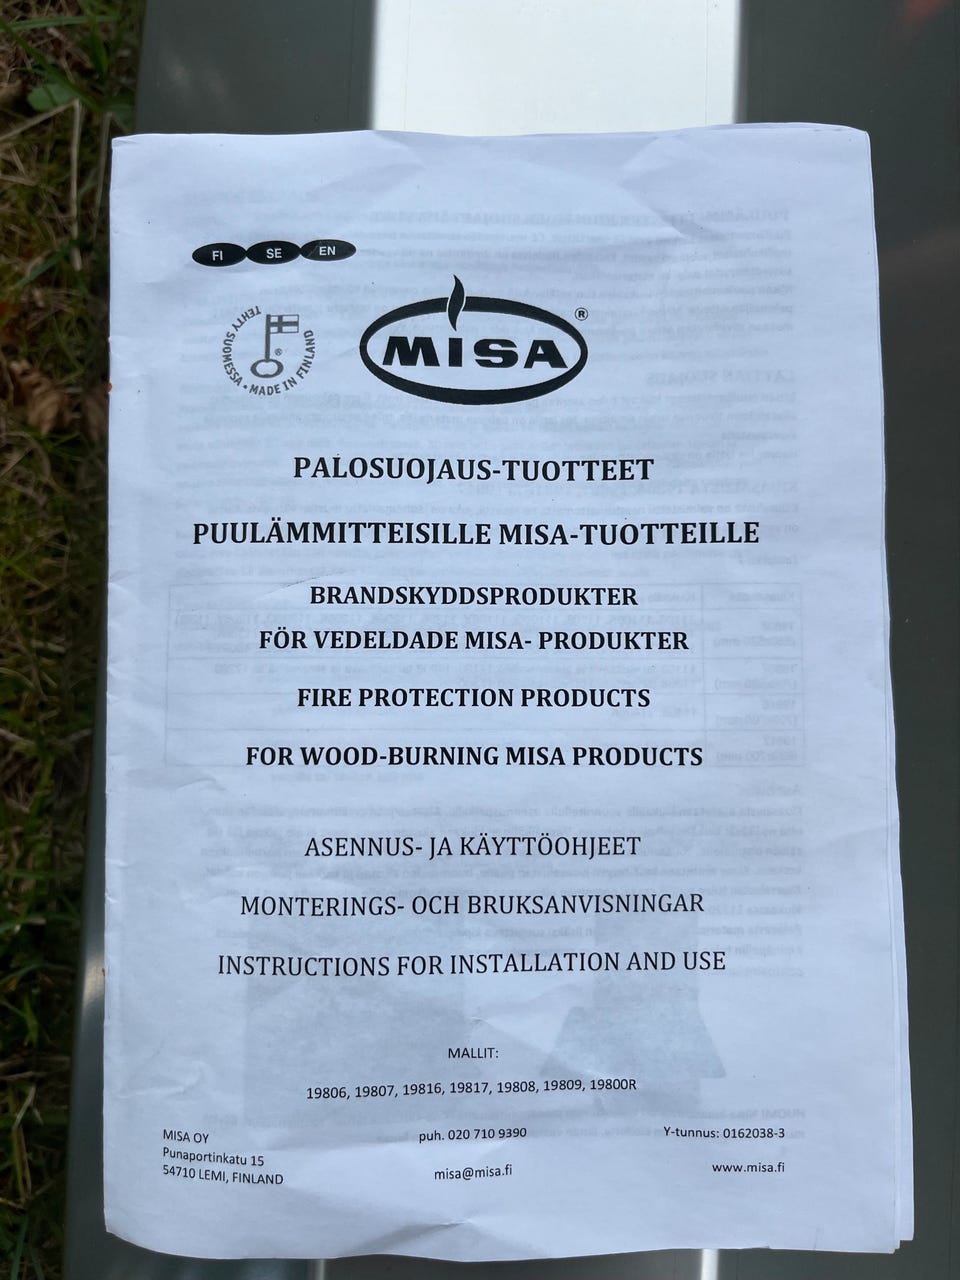 FI SE EN
TEHTY SUOMESSA • MADE IN FINLAND
®
MISA
®
PALOSUOJAUS-TUOTTEET
PUULÄMMITTEISILLE MISA-TUOTTEILLE
BRANDSKYDDSPRODUKTER
FÖR VEDELDADE MISA- PRODUKTER
FIRE PROTECTION PRODUCTS
FOR WOOD-BURNING MISA PRODUCTS
ASENNUS- JA KÄYTTÖOHJEET
MONTERINGS- OCH BRUKSANVISNINGAR
INSTRUCTIONS FOR INSTALLATION AND USE
MALLIT:
19806, 19807, 19816, 19817, 19808, 19809, 19800R
MISA OY
Punaportinkatu 15
54710 LEMI, FINLAND
puh. 020 710 9390
misa@misa.fi
Y-tunnus: 0162038-3
www.misa.fi